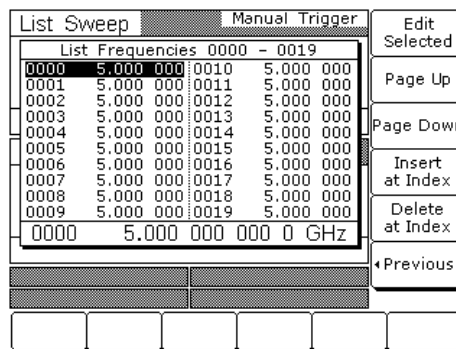 List Sweep
Manual Trigger
List Frequencies 0000 - 0019
0000 5.000 000 0010 5.000 000
0001 5.000 000 0011 5.000 000
0002 5.000 000 0012 5.000 000
0003 5.000 000 0013 5.000 000
0004 5.000 000 0014 5.000 000
0005 5.000 000 0015 5.000 000
0006 5.000 000 0016 5.000 000
0007 5.000 000 0017 5.000 000
0008 5.000 000 0018 5.000 000
0009 5.000 000 0019 5.000 000
0000 5.000 000 000 0 GHz
Edit
Selected
Page Up
Page Down
Insert
at Index
Delete
at Index
Previous